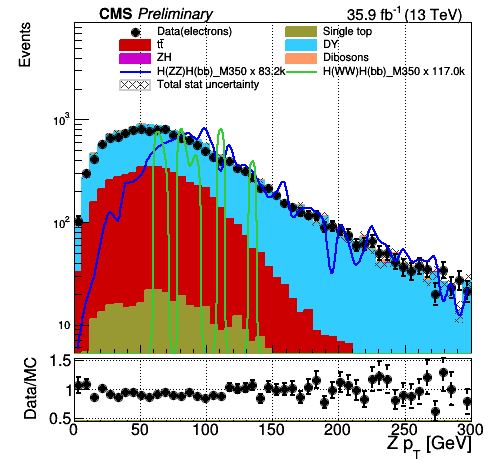 CMS Preliminary 35.9 fb⁻¹ (13 TeV)
Events
Data(electrons) Single top
tt̄ DY
ZH Dibosons
H(ZZ)H(bb)_M350 x 83.2k H(WW)H(bb)_M350 x 117.0k
Total stat uncertainty
10³
10²
10
Data/MC
1.5
1.0
0.5
0 50 100 150 200 250 300
Z p_T [GeV]